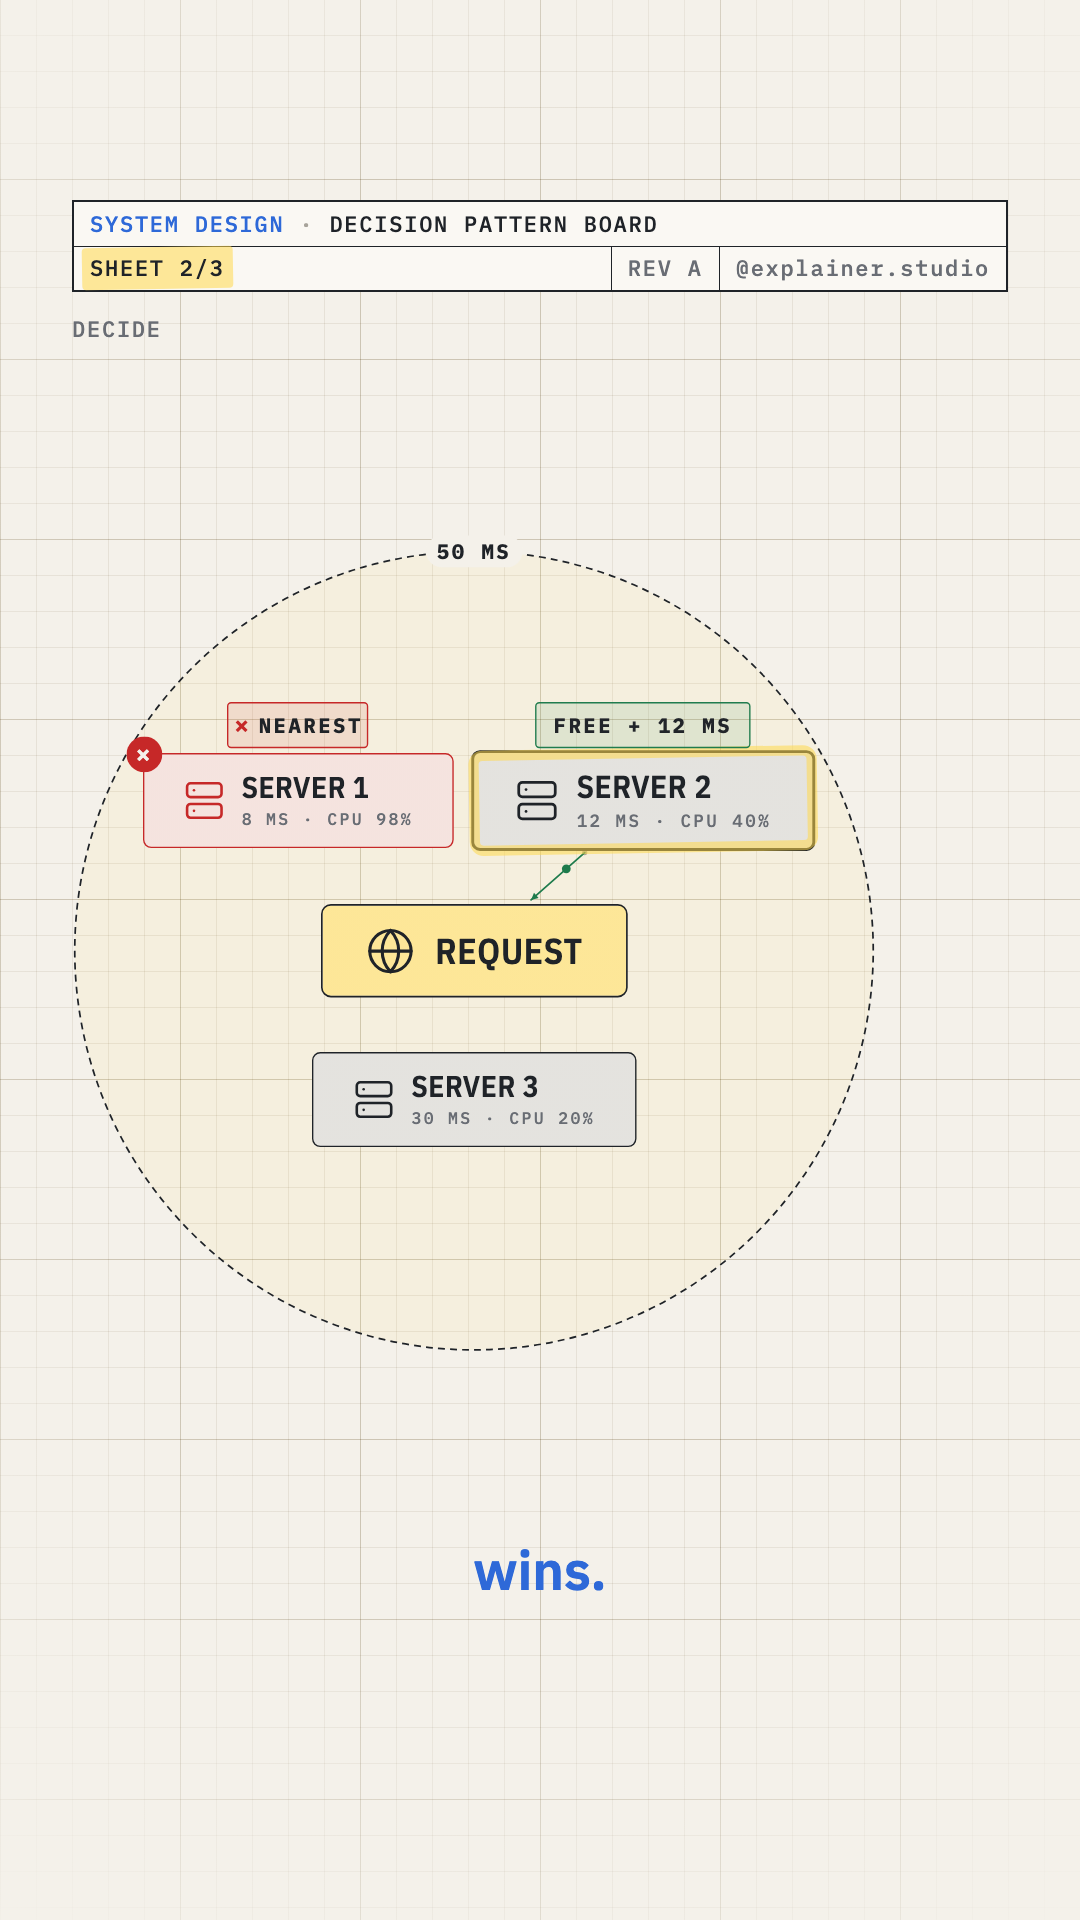 SYSTEM DESIGN · DECISION PATTERN BOARD
SHEET 2/3
REV A
@explainer.studio
DECIDE
50 MS
× NEAREST
FREE + 12 MS
SERVER 1
8 MS · CPU 98%
SERVER 2
12 MS · CPU 40%
REQUEST
SERVER 3
30 MS · CPU 20%
wins.